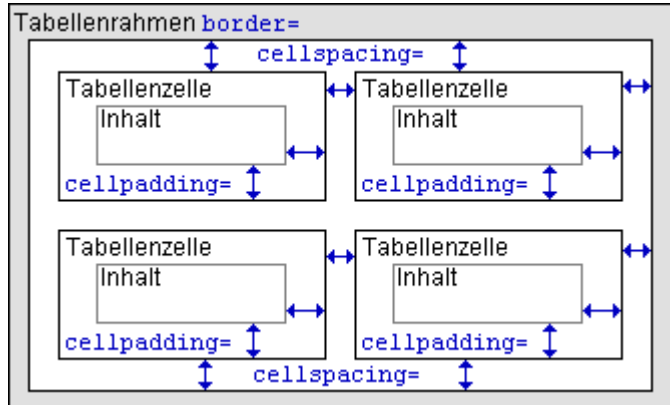 Tabellenrahmen border=
cellspacing=
Tabellenzelle Tabellenzelle
Inhalt Inhalt
cellpadding= cellpadding=
Tabellenzelle Tabellenzelle
Inhalt Inhalt
cellpadding= cellpadding=
cellspacing=